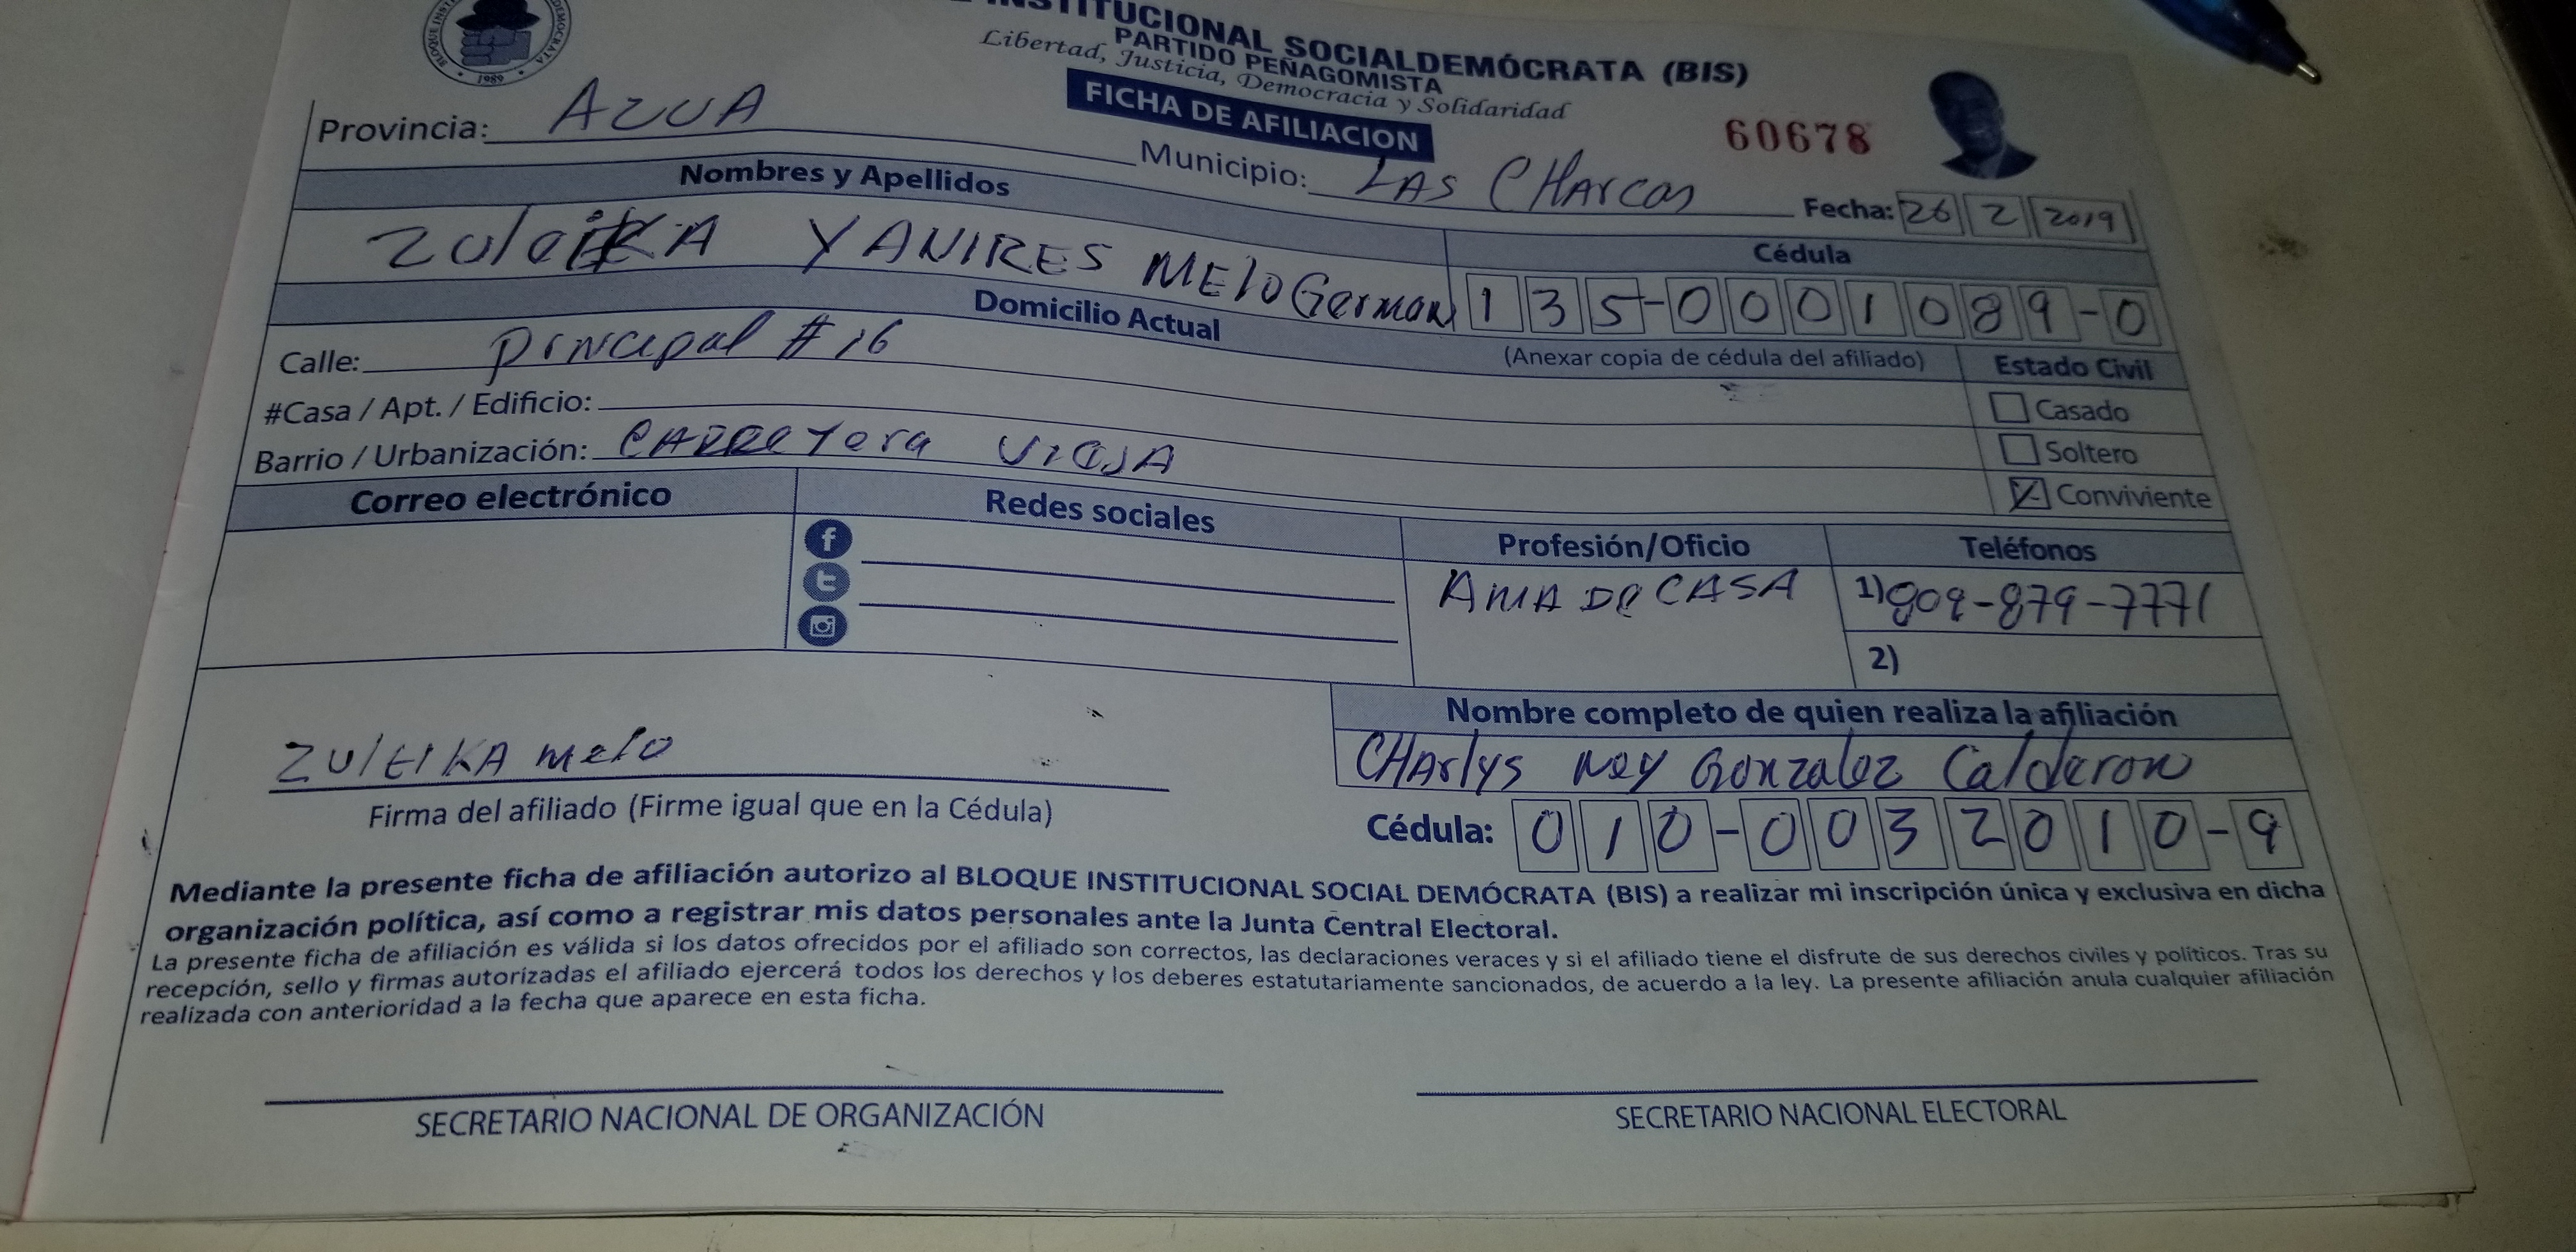 INSTITUCIONAL SOCIALDEMÓCRATA (BIS)
PARTIDO PEÑAGOMISTA
Libertad, Justicia, Democracia y Solidaridad
FICHA DE AFILIACION
60678
1989
Provincia: AZUA
Municipio: LAS CHArcas
Fecha: 26 2 2019
Nombres y Apellidos
ZuleiKA YANIRES MEloGerman
Cédula
135-0001089-0
(Anexar copia de cédula del afiliado)
Domicilio Actual
Calle: principal #16
#Casa / Apt. / Edificio:
Barrio / Urbanización: CARReTera VieJA
Estado Civil
Casado
Soltero
Conviviente
Correo electrónico
Redes sociales
Profesión/Oficio
AMA De CASA
Teléfonos
1) 809-879-7771
2)
Nombre completo de quien realiza la afiliación
CHArlys Ney Gonzalez Calderon
Cédula: 010-0032010-9
ZulEIKA melo
Firma del afiliado (Firme igual que en la Cédula)
Mediante la presente ficha de afiliación autorizo al BLOQUE INSTITUCIONAL SOCIAL DEMÓCRATA (BIS) a realizar mi inscripción única y exclusiva en dicha
organización política, así como a registrar mis datos personales ante la Junta Central Electoral.
La presente ficha de afiliación es válida si los datos ofrecidos por el afiliado son correctos, las declaraciones veraces y si el afiliado tiene el disfrute de sus derechos civiles y políticos. Tras su
recepción, sello y firmas autorizadas el afiliado ejercerá todos los derechos y los deberes estatutariamente sancionados, de acuerdo a la ley. La presente afiliación anula cualquier afiliación
realizada con anterioridad a la fecha que aparece en esta ficha.
SECRETARIO NACIONAL DE ORGANIZACIÓN
SECRETARIO NACIONAL ELECTORAL